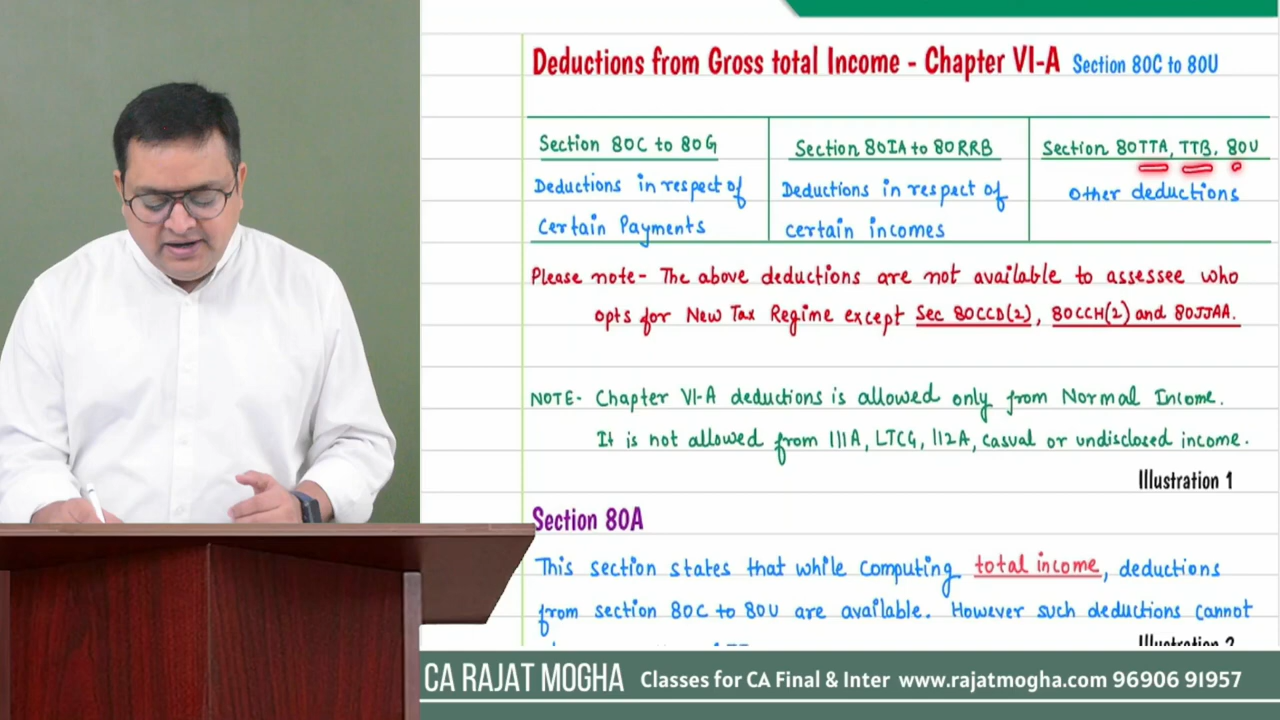 Deductions from Gross total Income - Chapter VI-A Section 80C to 80U
Section 80C to 80G
Deductions in respect of
Certain Payments
Section 80IA to 80RRB
Deductions in respect of
certain incomes
Section 80TTA, TTB, 80U
Other deductions
Please note- The above deductions are not available to assessee who
opts for New Tax Regime except Sec 80CCD(2), 80CCH(2) and 80JJAA.
NOTE- Chapter VI-A deductions is allowed only from Normal Income.
It is not allowed from 111A, LTCG, 112A, casual or undisclosed income.
Illustration 1
Section 80A
This section states that while computing total income, deductions
from section 80C to 80U are available. However such deductions cannot
Illustration 2
CA RAJAT MOGHA Classes for CA Final & Inter www.rajatmogha.com 96906 91957